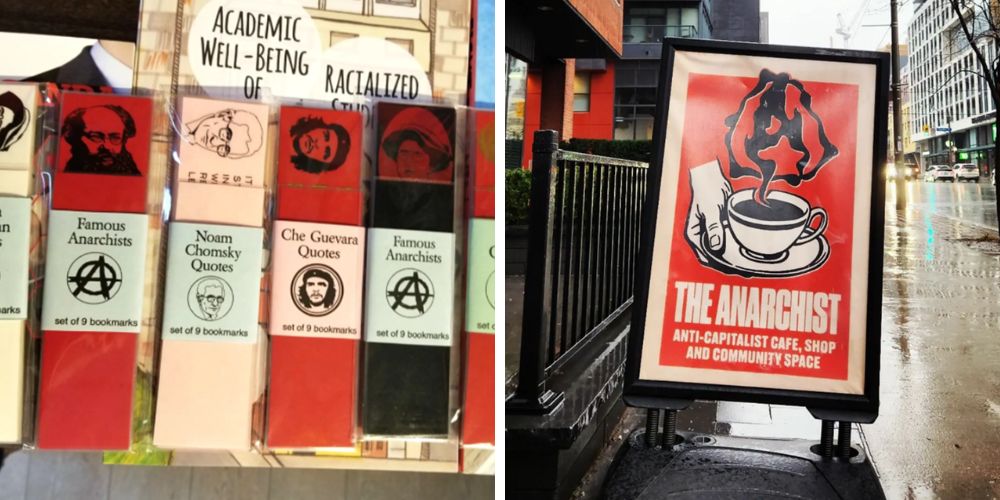 ACADEMIC
WELL-BEING
OF
RACIALIZED
Famous
Anarchists
set of 9 bookmarks
Noam
Chomsky
Quotes
set of 9 bookmarks
Che Guevara
Quotes
set of 9 bookmarks
Famous
Anarchists
set of 9 bookmarks
THE ANARCHIST
ANTI-CAPITALIST CAFE, SHOP
AND COMMUNITY SPACE